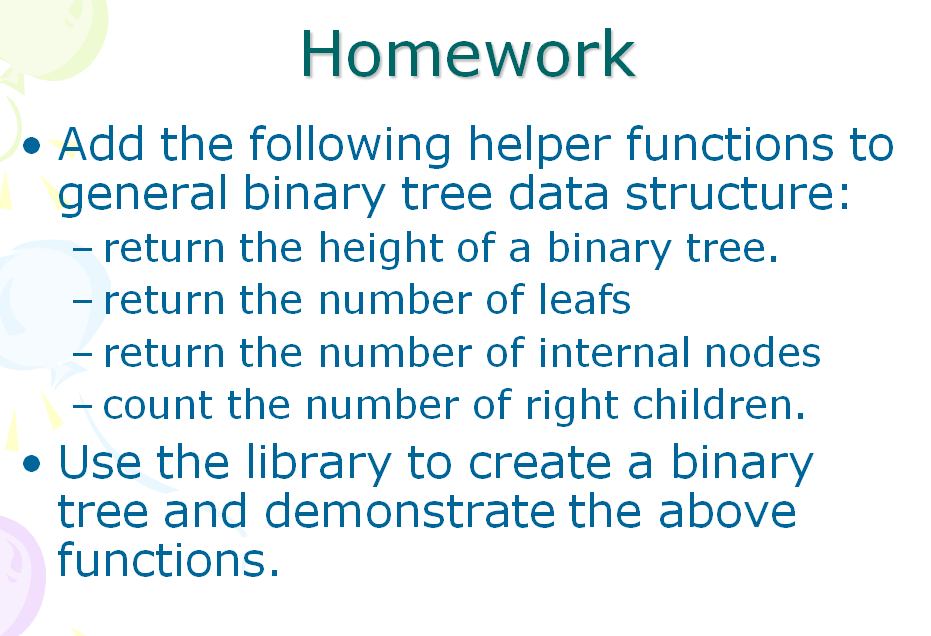 Homework
• Add the following helper functions to
general binary tree data structure:
– return the height of a binary tree.
– return the number of leafs
– return the number of internal nodes
– count the number of right children.
• Use the library to create a binary
tree and demonstrate the above
functions.